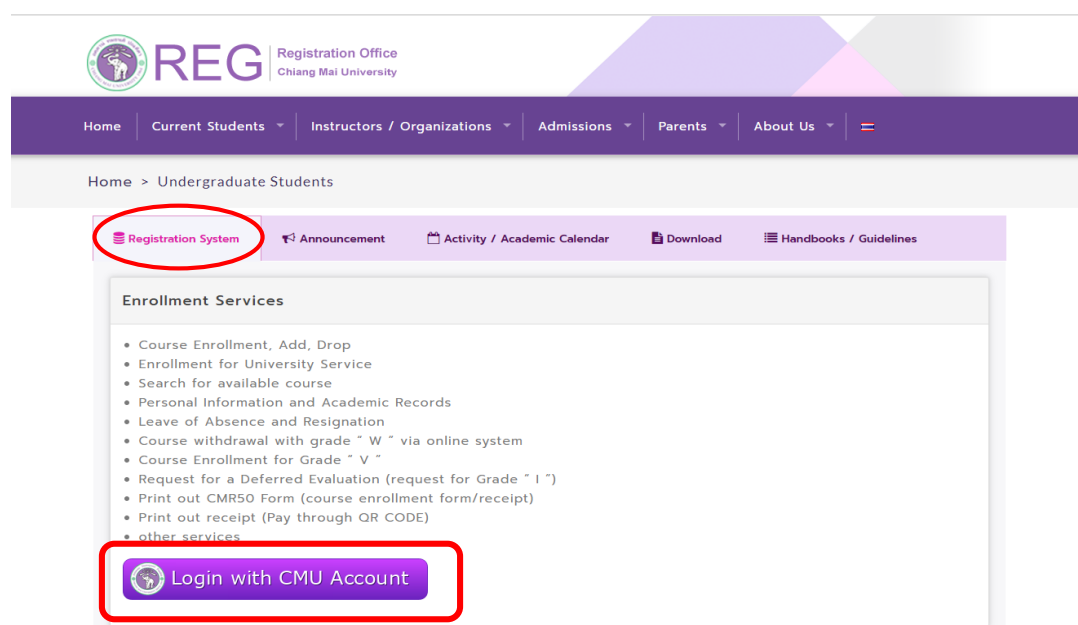 REG
Registration Office
Chiang Mai University
Home Current Students Instructors / Organizations Admissions Parents About Us
Home > Undergraduate Students
Registration System Announcement Activity / Academic Calendar Download Handbooks / Guidelines
Enrollment Services
• Course Enrollment, Add, Drop
• Enrollment for University Service
• Search for available course
• Personal Information and Academic Records
• Leave of Absence and Resignation
• Course withdrawal with grade “ W “ via online system
• Course Enrollment for Grade “ V “
• Request for a Deferred Evaluation (request for Grade “ I “)
• Print out CMR50 Form (course enrollment form/receipt)
• Print out receipt (Pay through QR CODE)
• other services
Login with CMU Account